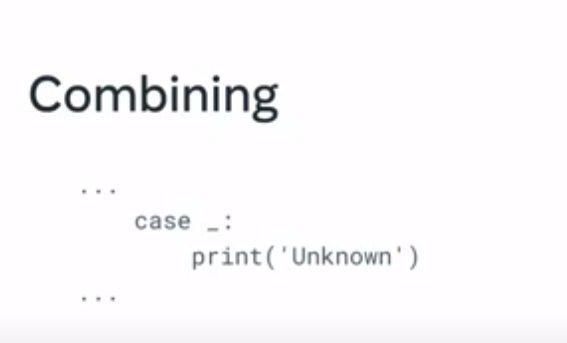 Combining
...
case _:
print('Unknown')
...